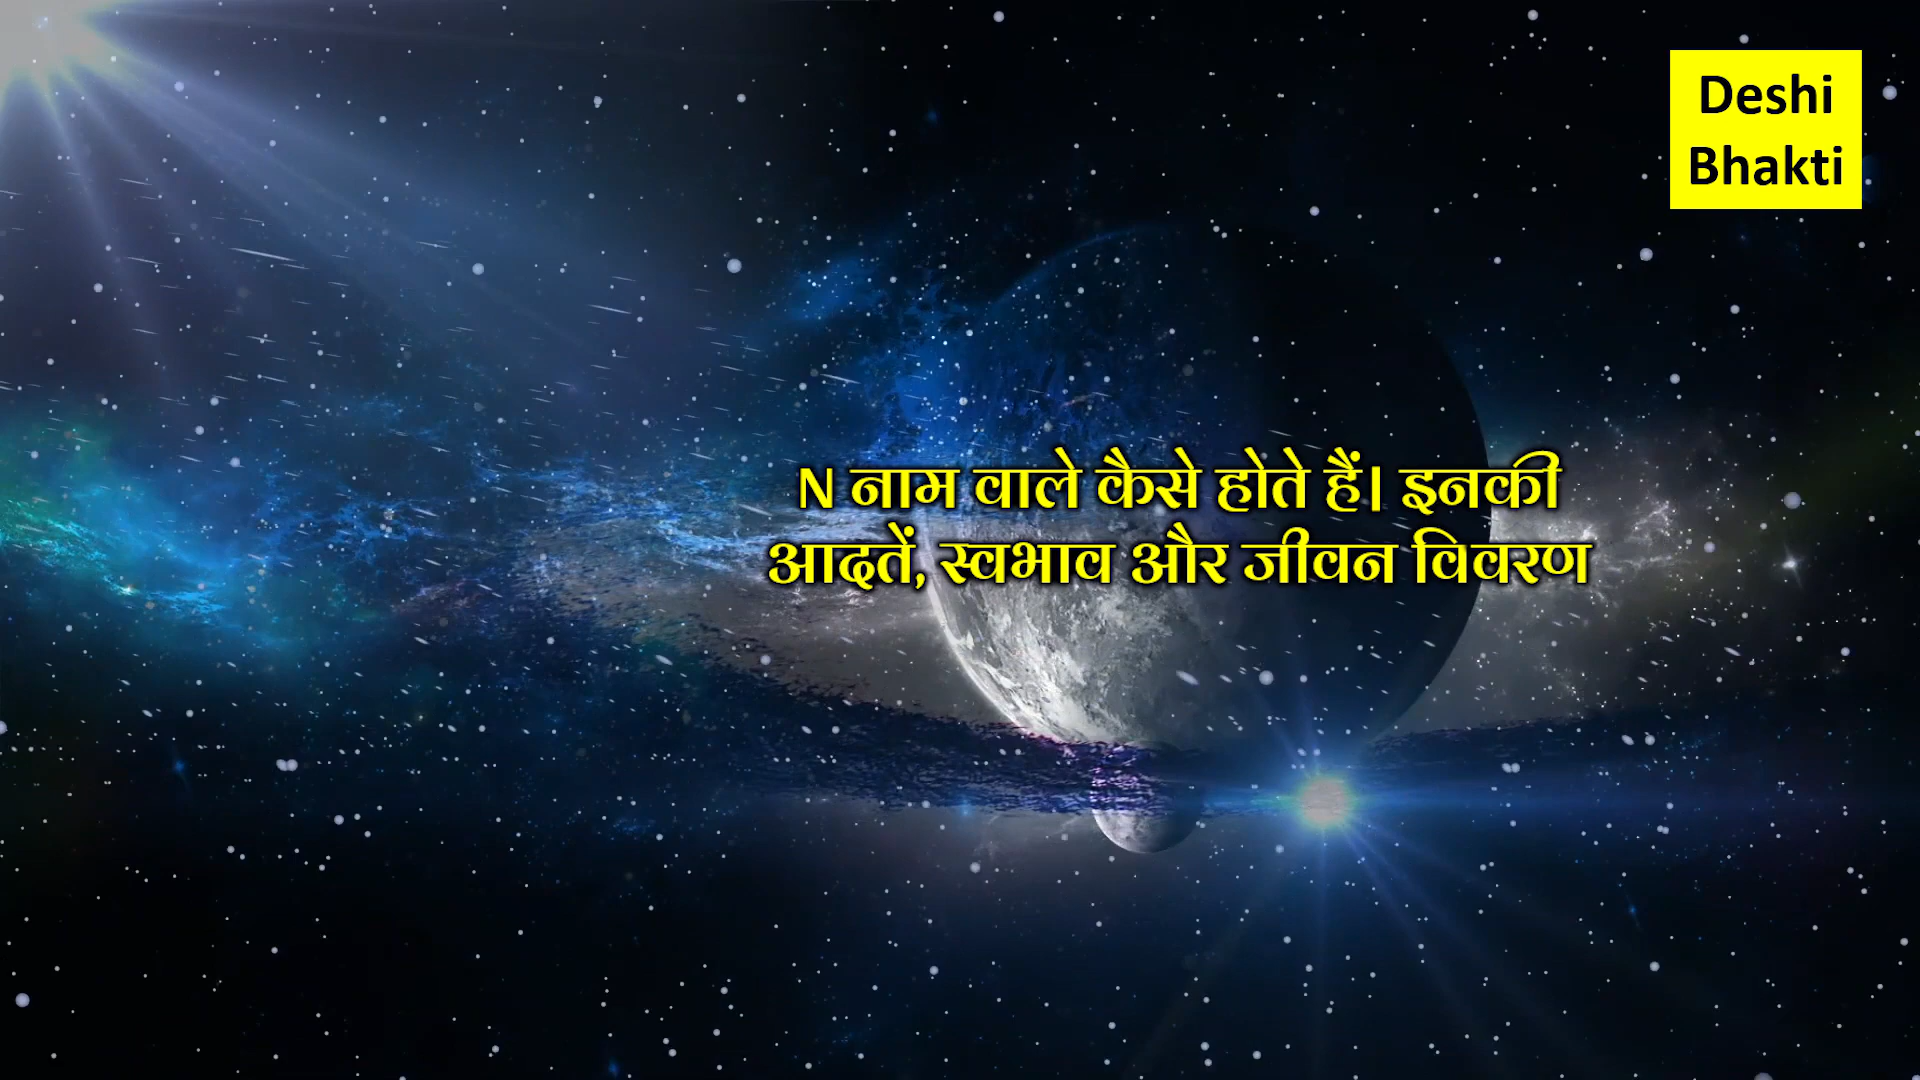 Deshi
Bhakti
N नाम वाले कैसे होते हैं। इनकी
आदतें, स्वभाव और जीवन विवरण